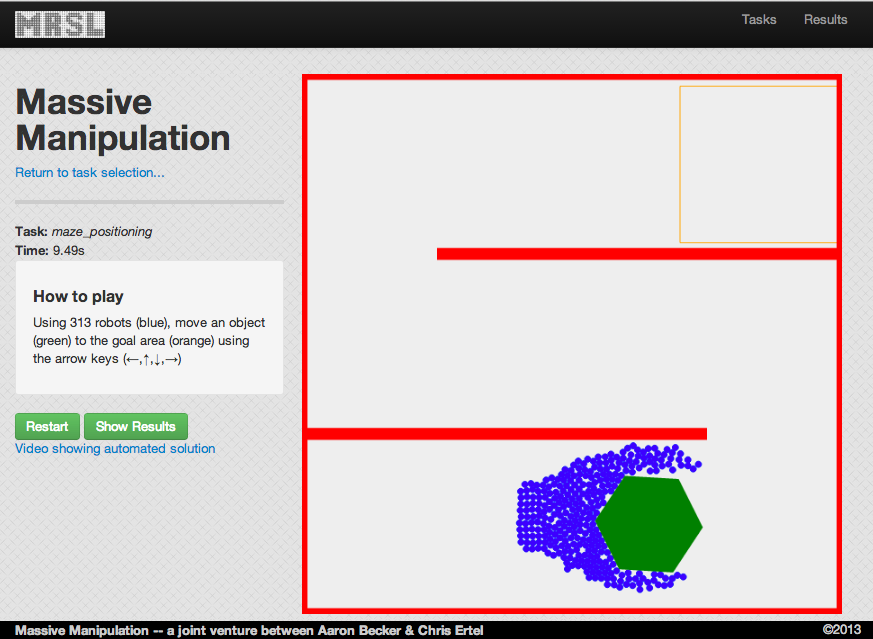 MRSL
Tasks
Results
Massive
Manipulation
Return to task selection...
Task: maze_positioning
Time: 9.49s
How to play
Using 313 robots (blue), move an object
(green) to the goal area (orange) using
the arrow keys (←,↑,↓,→)
Restart
Show Results
Video showing automated solution
Massive Manipulation -- a joint venture between Aaron Becker & Chris Ertel
©2013